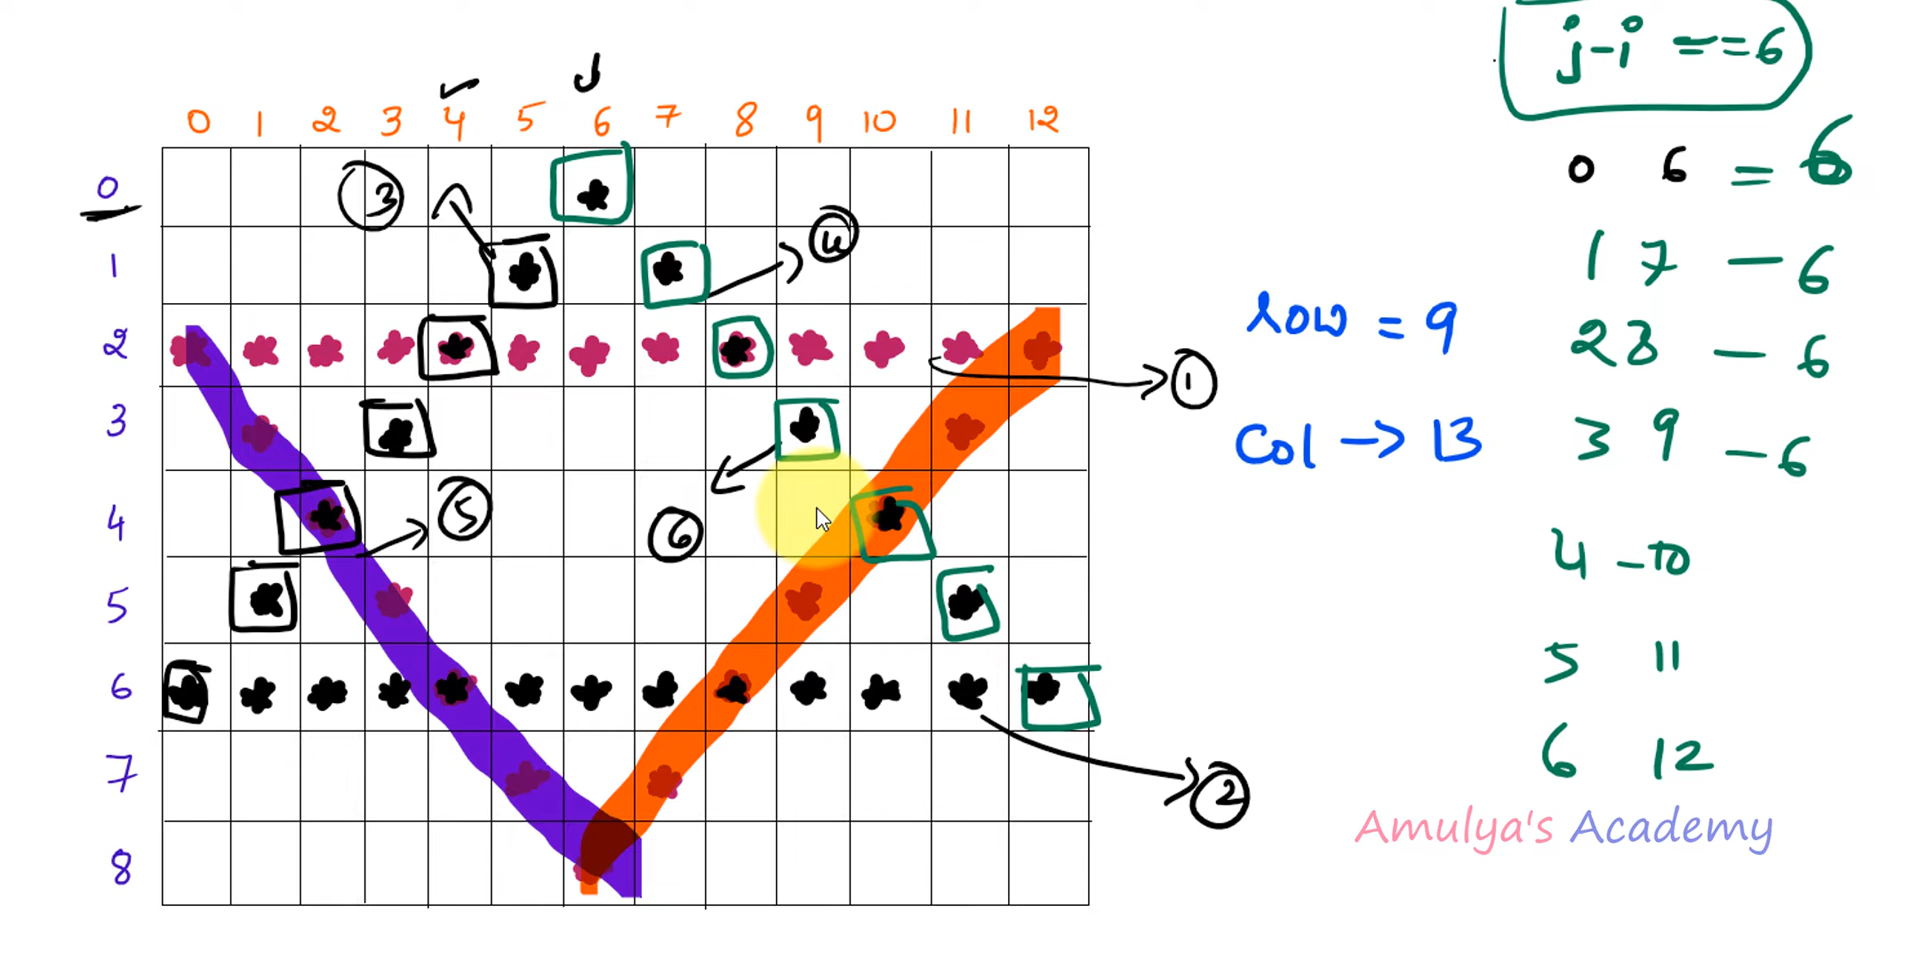 j-i ==6
0 1 2 3 4 5 6 7 8 9 10 11 12
0
3
0 6 = 6
1
4
1 7 - 6
row = 9
2
1
2 8 - 6
3
Col → 13
3 9 - 6
4
5
6
4 - 10
5
5 11
6
6 12
7
2
8
Amulya's Academy